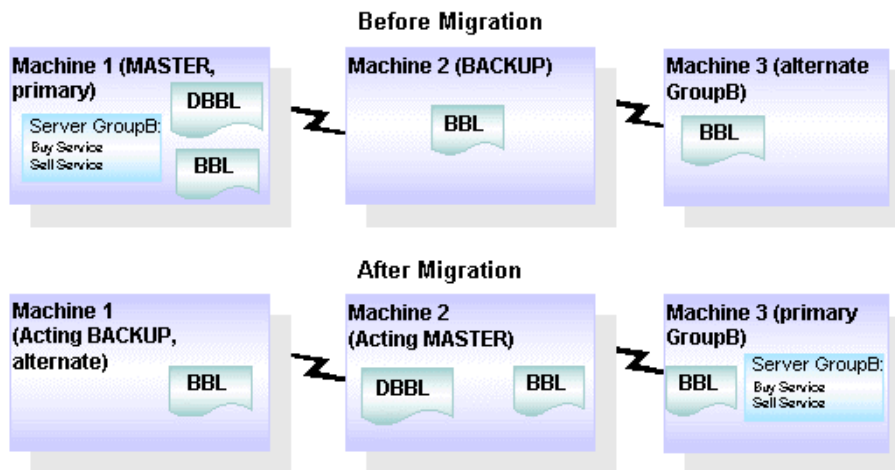 Before Migration
Machine 1 (MASTER,
primary)
DBBL
Server GroupB:
Buy Service
Sell Service
BBL
Machine 2 (BACKUP)
BBL
Machine 3 (alternate
GroupB)
BBL
After Migration
Machine 1
(Acting BACKUP,
alternate)
BBL
Machine 2
(Acting MASTER)
DBBL
BBL
Machine 3 (primary
GroupB)
BBL
Server GroupB:
Buy Service
Sell Service